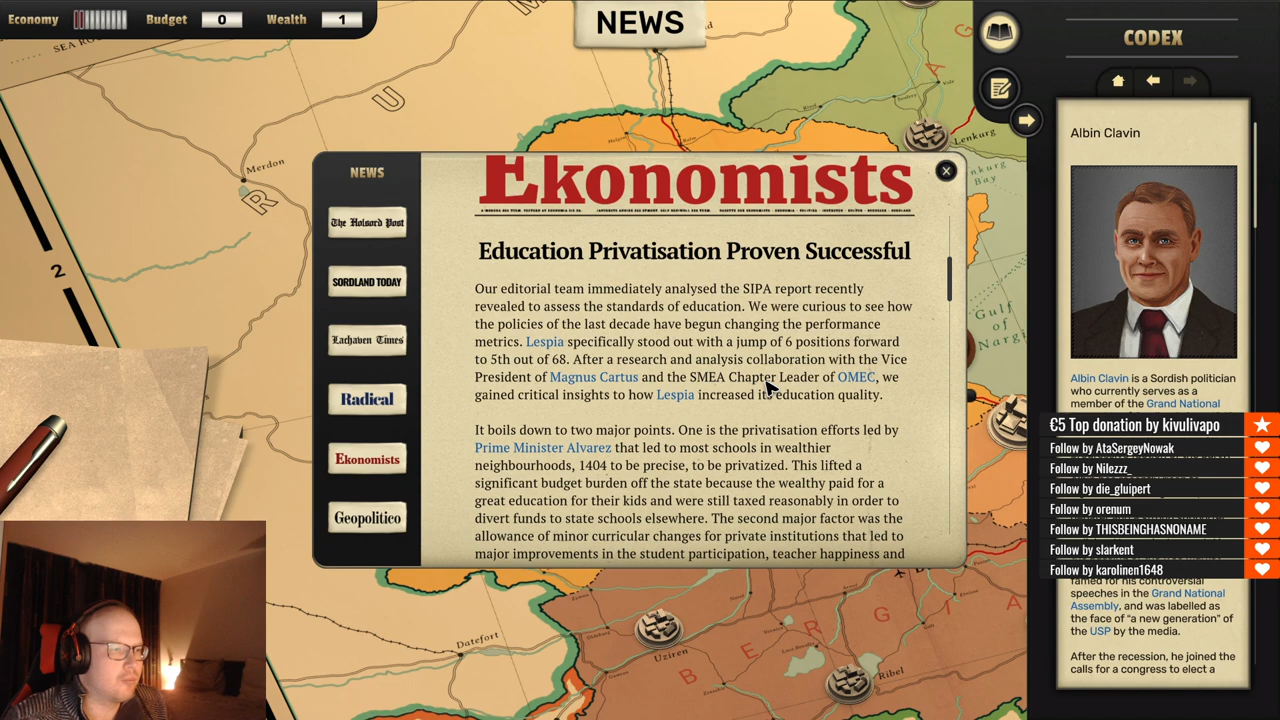 Economy
Budget
0
Wealth
1
NEWS
CODEX
SEA RO
U
R
Merdon
2
Lenkurg
nkurg
Bay
Gulf
of
Nargi
Datefort
Uziren
Ribel
B E R G I A
NEWS
The Holsord Post
SORDLAND TODAY
Lachaven Times
Radical
Ekonomists
Geopolitico
Ekonomists
Education Privatisation Proven Successful
Our editorial team immediately analysed the SIPA report recently
revealed to assess the standards of education. We were curious to see how
the policies of the last decade have begun changing the performance
metrics. Lespia specifically stood out with a jump of 6 positions forward
to 5th out of 68. After a research and analysis collaboration with the Vice
President of Magnus Cartus and the SMEA Chapter Leader of OMEC, we
gained critical insights to how Lespia increased its education quality.
It boils down to two major points. One is the privatisation efforts led by
Prime Minister Alvarez that led to most schools in wealthier
neighbourhoods, 1404 to be precise, to be privatized. This lifted a
significant budget burden off the state because the wealthy paid for a
great education for their kids and were still taxed reasonably in order to
divert funds to state schools elsewhere. The second major factor was the
allowance of minor curricular changes for private institutions that led to
major improvements in the student participation, teacher happiness and
Albin Clavin
Albin Clavin is a Sordish politician
who currently serves as a
member of the Grand National
€5 Top donation by kivulivapo
Follow by AtaSergeyNowak
Follow by Nilezzz_
Follow by die_gluipert
Follow by orenum
Follow by THISBEINGHASNONAME
Follow by slarkent
Follow by karolinen1648
famed for his controversial
speeches in the Grand National
Assembly, and was labelled as
the face of "a new generation" of
the USP by the media.
After the recession, he joined the
calls for a congress to elect a